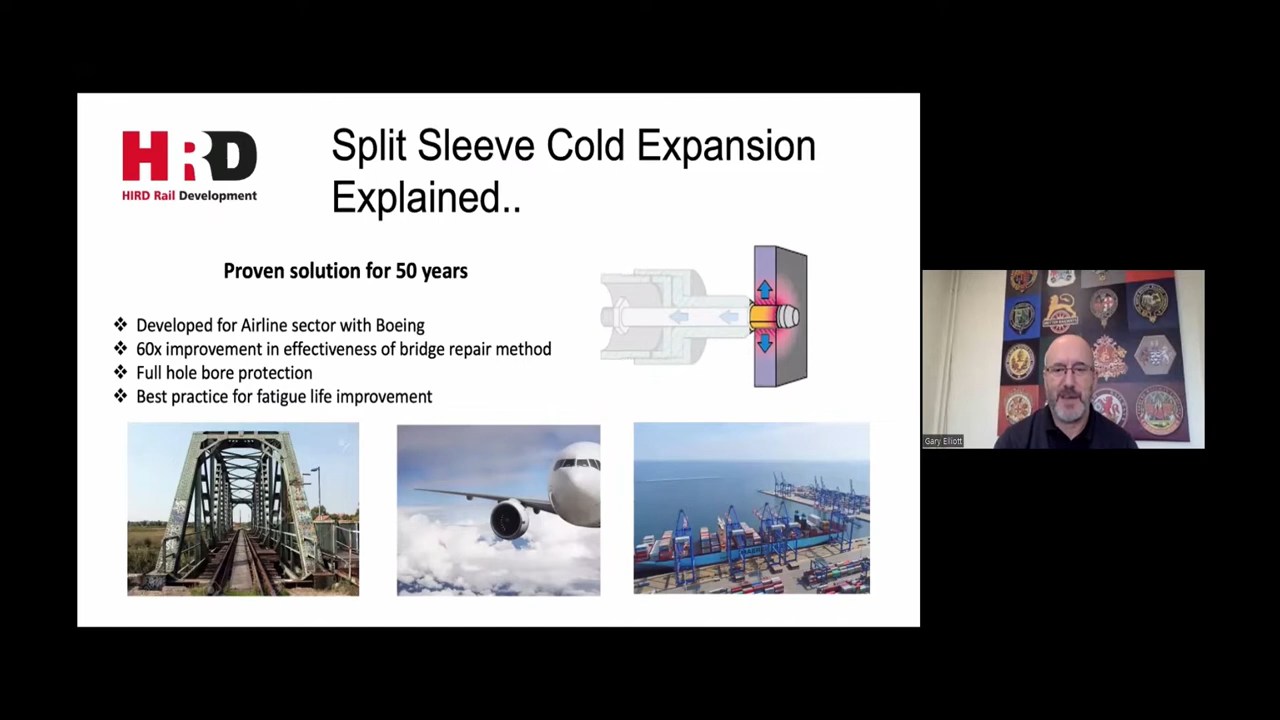 HRD
HIRD Rail Development
Split Sleeve Cold Expansion
Explained..
Proven solution for 50 years
❖ Developed for Airline sector with Boeing
❖ 60x improvement in effectiveness of bridge repair method
❖ Full hole bore protection
❖ Best practice for fatigue life improvement
Gary Elliott